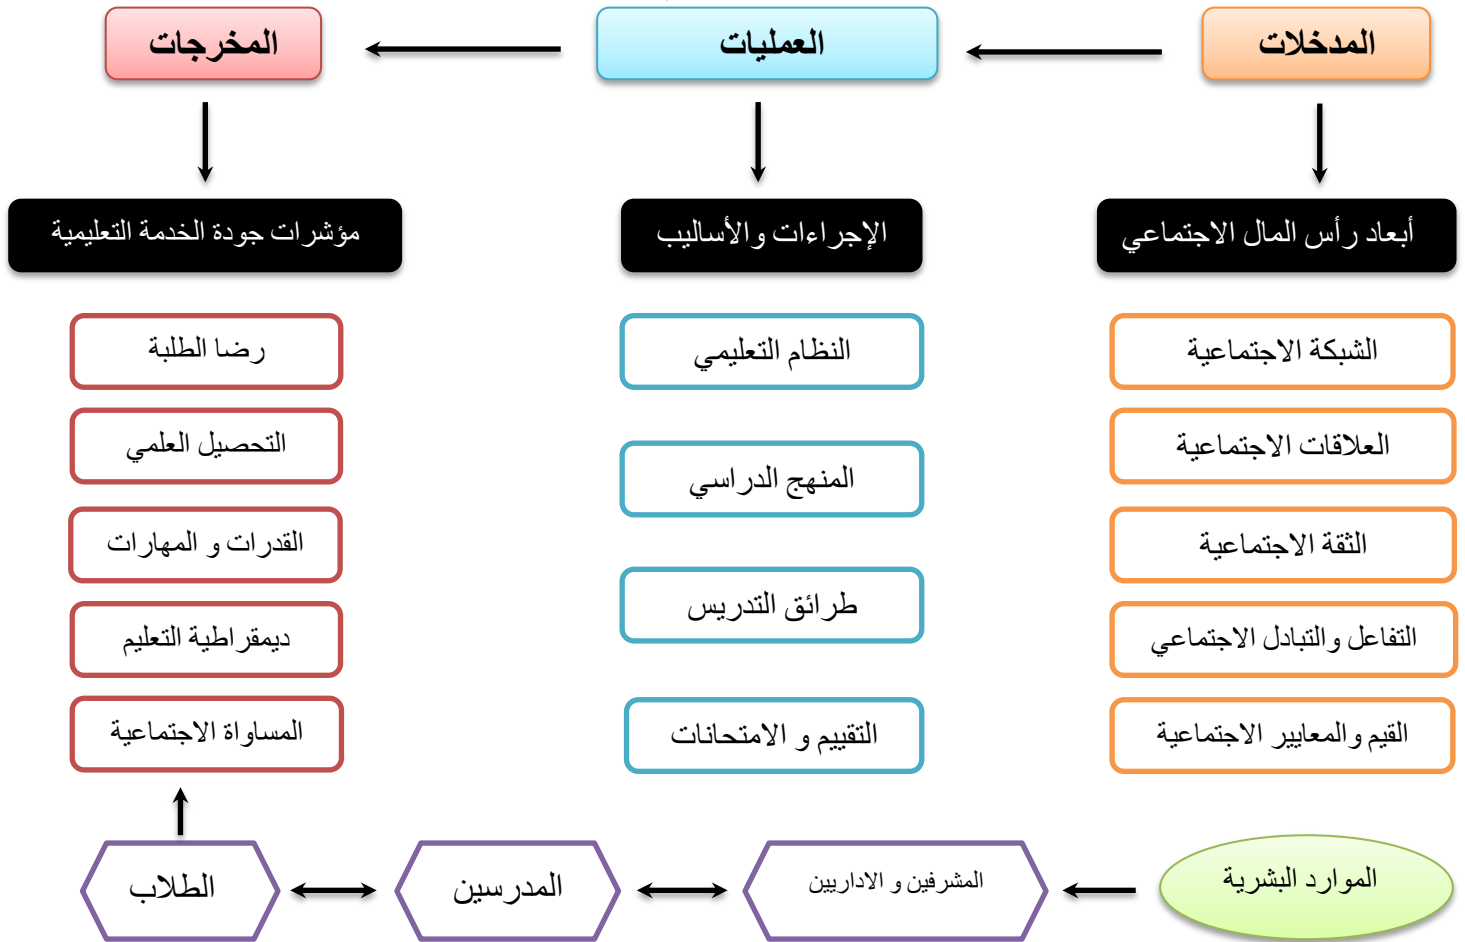 المدخلات
العمليات
المخرجات
أبعاد رأس المال الاجتماعي
الإجراءات والأساليب
مؤشرات جودة الخدمة التعليمية
الشبكة الاجتماعية
العلاقات الاجتماعية
الثقة الاجتماعية
التفاعل والتبادل الاجتماعي
القيم والمعايير الاجتماعية
النظام التعليمي
المنهج الدراسي
طرائق التدريس
التقييم و الامتحانات
رضا الطلبة
التحصيل العلمي
القدرات و المهارات
ديمقراطية التعليم
المساواة الاجتماعية
الموارد البشرية
المشرفين و الاداريين
المدرسين
الطلاب